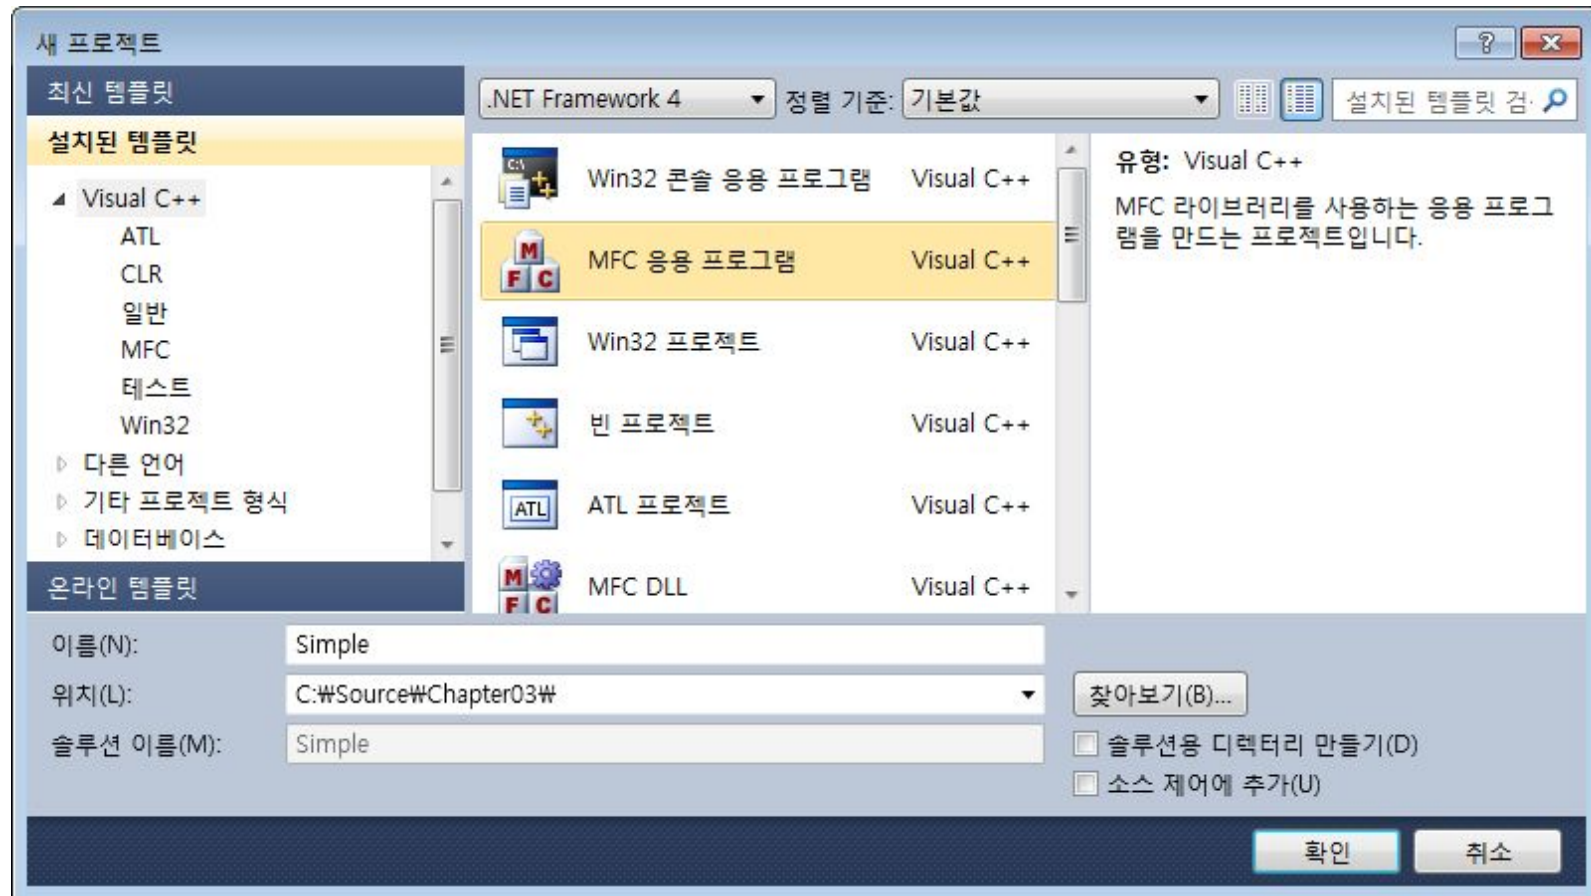 새 프로젝트
최신 템플릿
.NET Framework 4
정렬 기준: 기본값
설치된 템플릿 검
설치된 템플릿
Visual C++
ATL
CLR
일반
MFC
테스트
Win32
다른 언어
기타 프로젝트 형식
데이터베이스
온라인 템플릿
Win32 콘솔 응용 프로그램 Visual C++
MFC 응용 프로그램 Visual C++
Win32 프로젝트 Visual C++
빈 프로젝트 Visual C++
ATL ATL 프로젝트 Visual C++
MFC MFC DLL Visual C++
유형: Visual C++
MFC 라이브러리를 사용하는 응용 프로그
램을 만드는 프로젝트입니다.
이름(N): Simple
위치(L): C:₩Source₩Chapter03₩
찾아보기(B)...
솔루션 이름(M): Simple
솔루션용 디렉터리 만들기(D)
소스 제어에 추가(U)
확인 취소